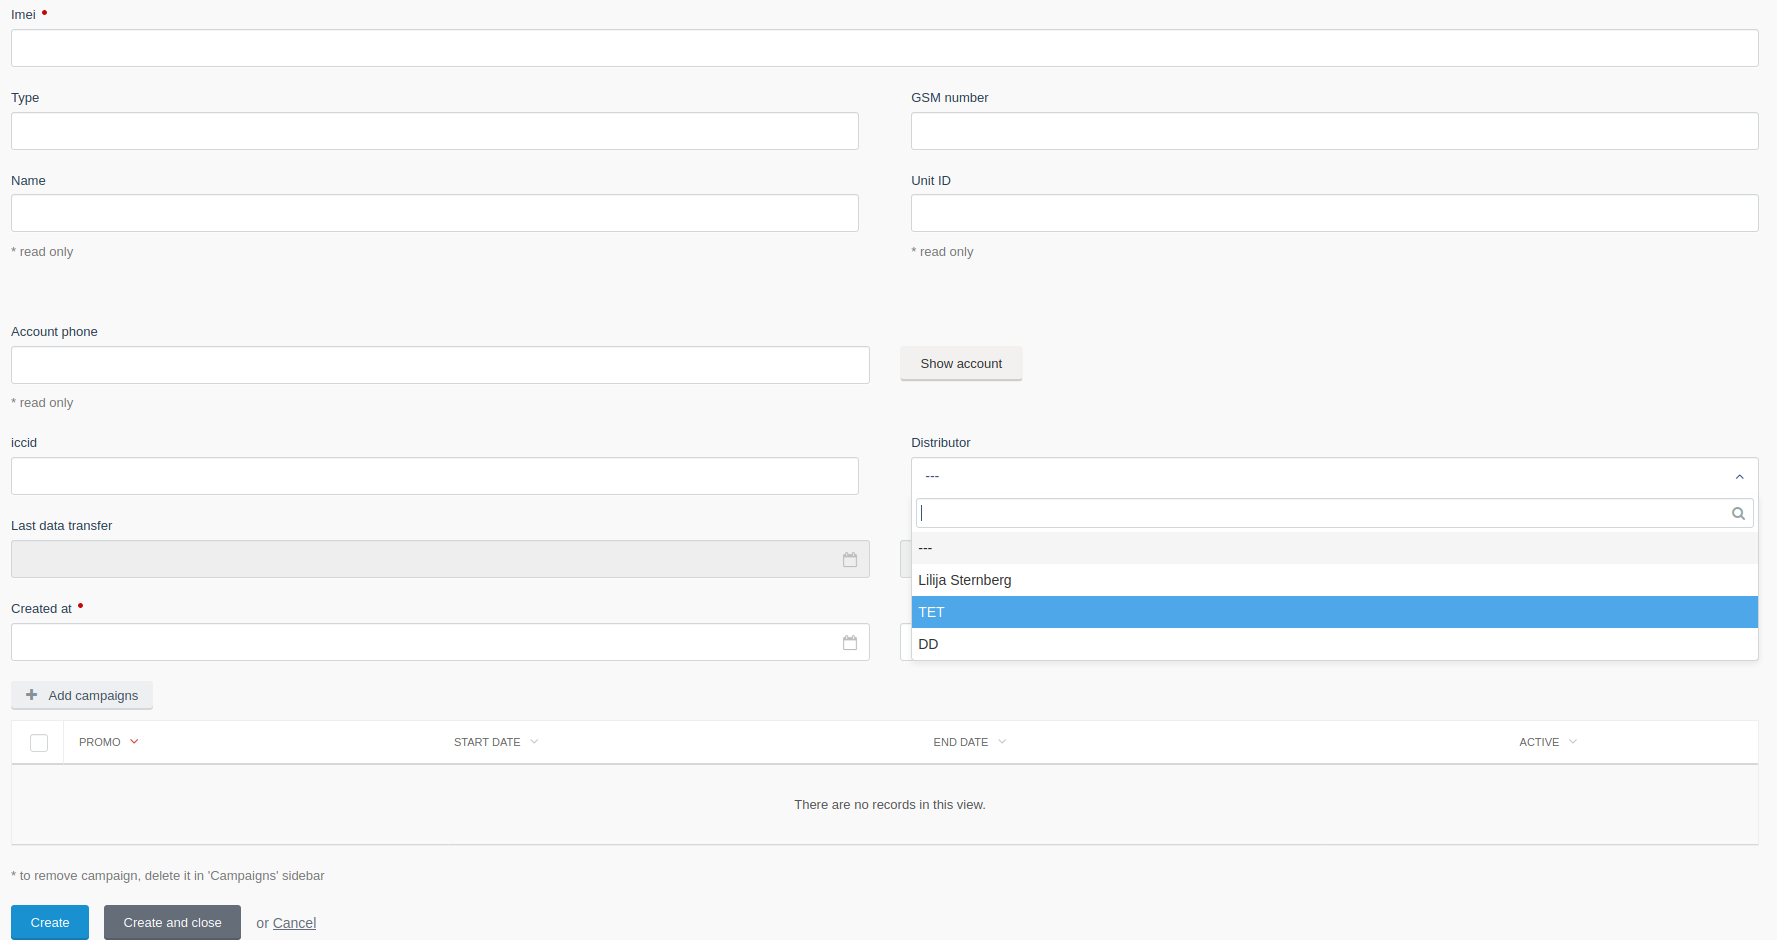 Imei •
Type
GSM number
Name
Unit ID
* read only
* read only
Account phone
Show account
* read only
iccid
Distributor
---
---
Lilija Sternberg
TET
DD
Last data transfer
Created at •
Add campaigns
PROMO START DATE END DATE ACTIVE
There are no records in this view.
* to remove campaign, delete it in 'Campaigns' sidebar
Create Create and close or Cancel